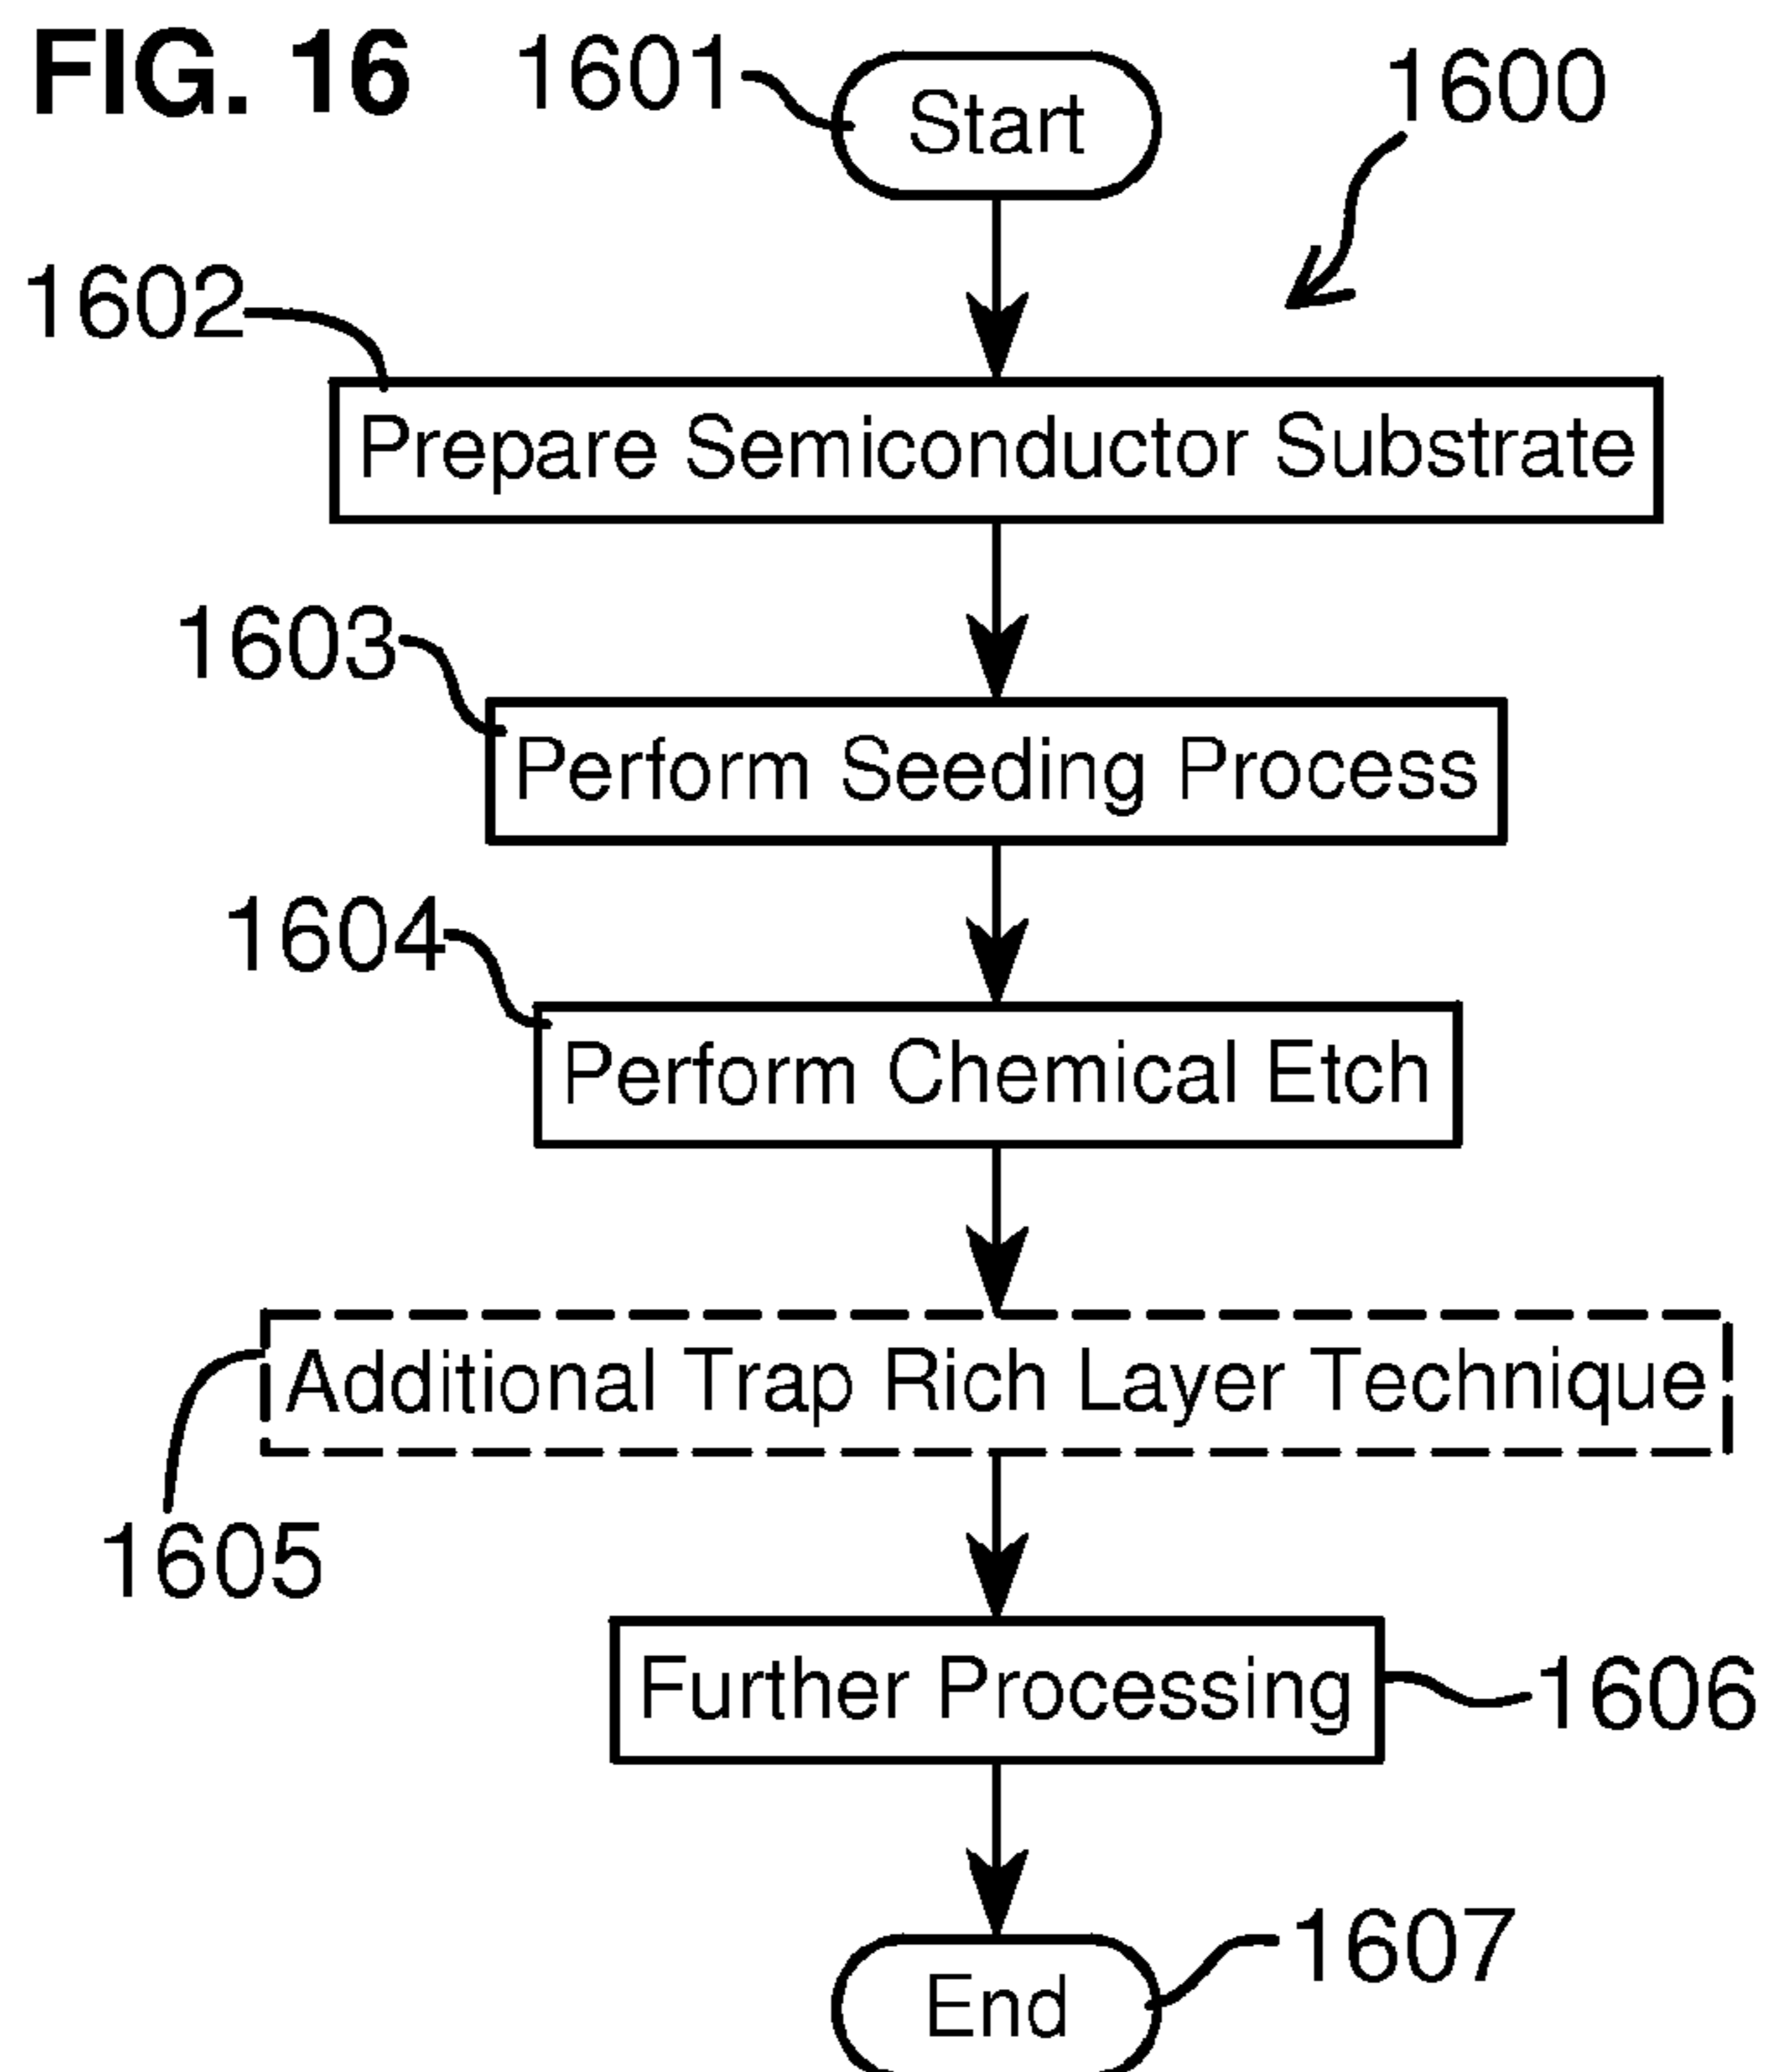 FIG. 16
1601
Start
1600
1602
Prepare Semiconductor Substrate
1603
Perform Seeding Process
1604
Perform Chemical Etch
Additional Trap Rich Layer Technique
1605
Further Processing
1606
1607
End